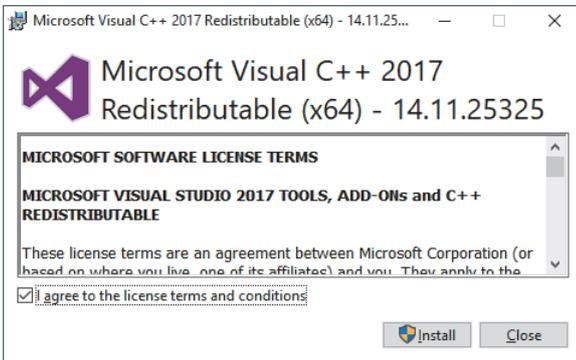 Microsoft Visual C++ 2017 Redistributable (x64) - 14.11.25...
Microsoft Visual C++ 2017
Redistributable (x64) - 14.11.25325
MICROSOFT SOFTWARE LICENSE TERMS
MICROSOFT VISUAL STUDIO 2017 TOOLS, ADD-ONs and C++
REDISTRIBUTABLE
These license terms are an agreement between Microsoft Corporation (or
based on where you live, one of its affiliates) and you. They apply to the
I agree to the license terms and conditions
Install Close